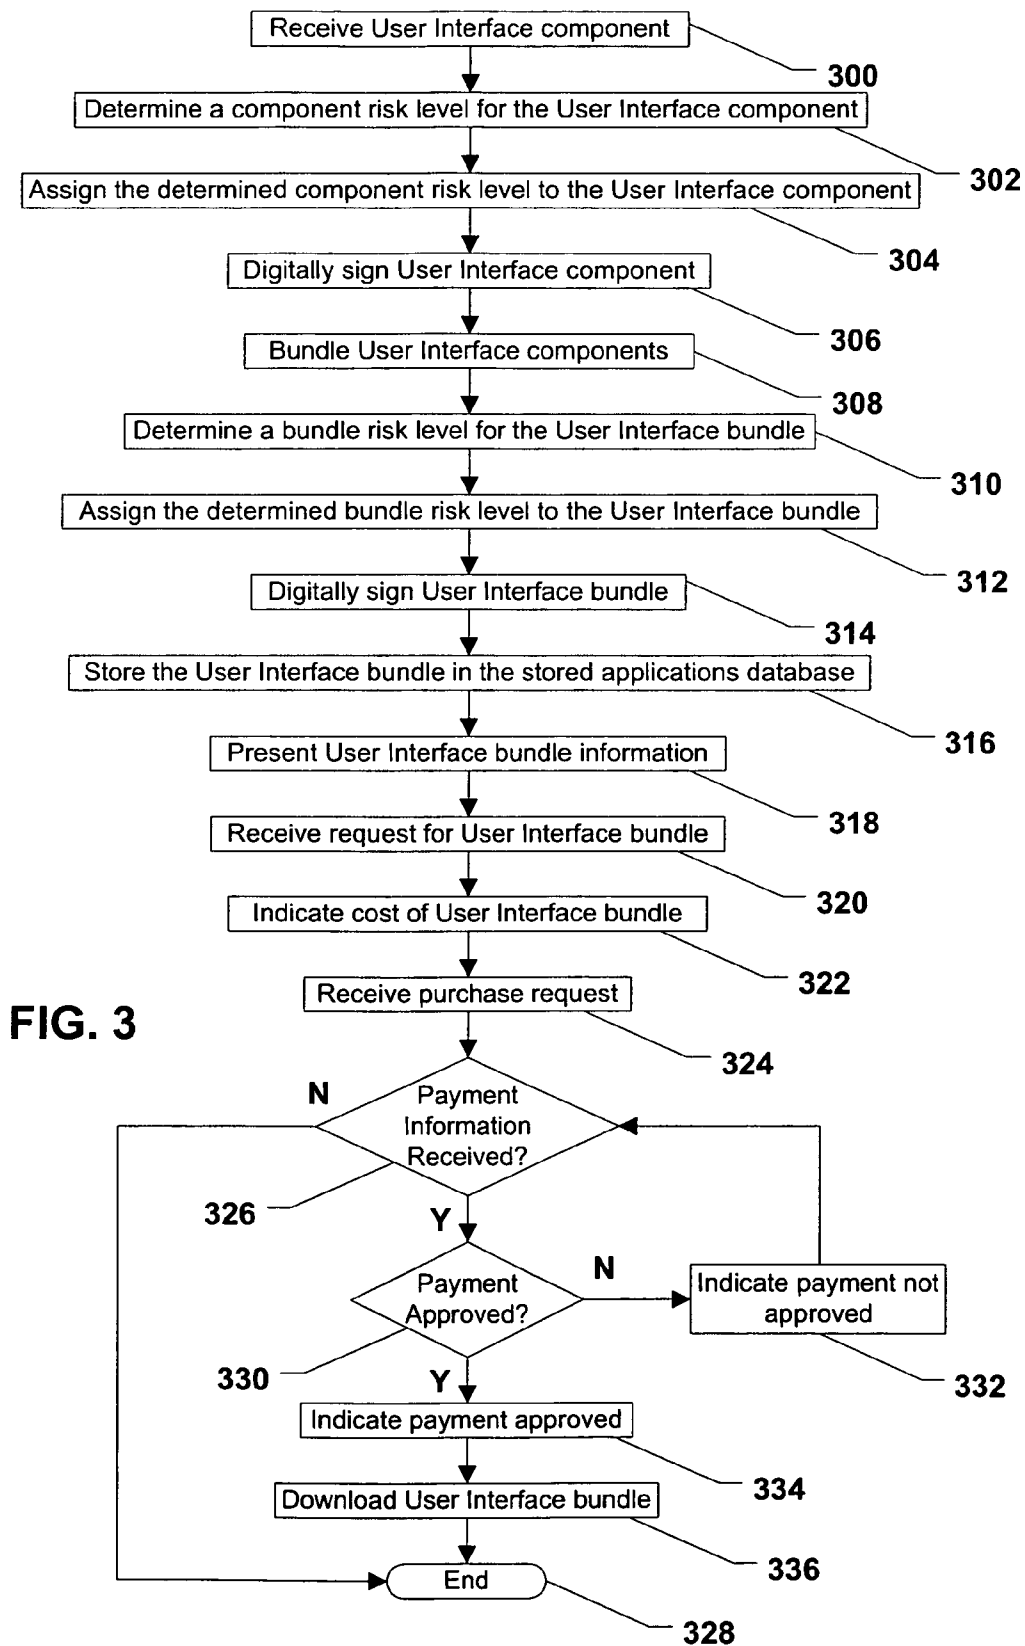 Receive User Interface component
300
Determine a component risk level for the User Interface component
302
Assign the determined component risk level to the User Interface component
304
Digitally sign User Interface component
306
Bundle User Interface components
308
Determine a bundle risk level for the User Interface bundle
310
Assign the determined bundle risk level to the User Interface bundle
312
Digitally sign User Interface bundle
314
Store the User Interface bundle in the stored applications database
316
Present User Interface bundle information
318
Receive request for User Interface bundle
320
Indicate cost of User Interface bundle
322
Receive purchase request
324
FIG. 3
N
Payment
Information
Received?
326
Y
Payment
Approved?
N
Indicate payment not
approved
330
332
Y
Indicate payment approved
334
Download User Interface bundle
336
End
328